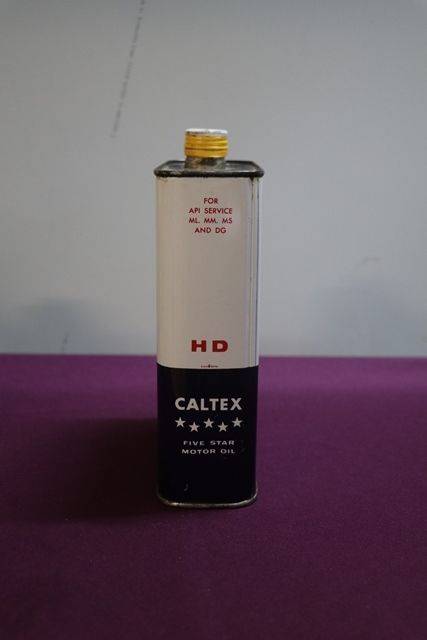 FOR
API SERVICE
ML. MM. MS
AND DG
HD
CALTEX
FIVE STAR
MOTOR OIL